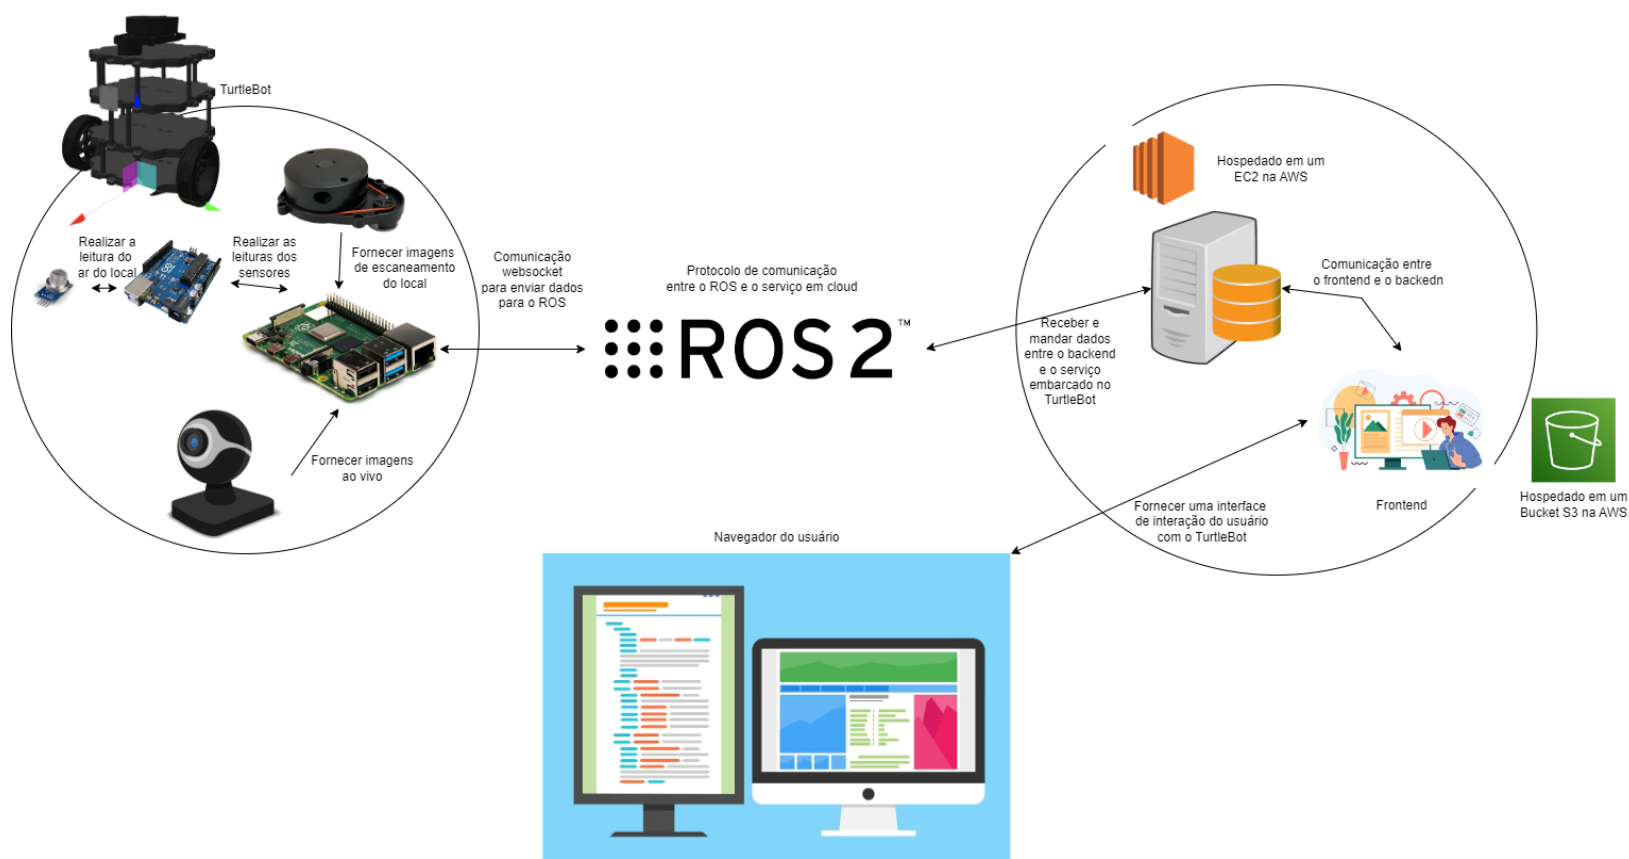 TurtleBot
Realizar a
leitura do
ar do local
Realizar as
leituras dos
sensores
Fornecer imagens
de escaneamento
do local
Fornecer imagens
ao vivo
Comunicação
websocket
para enviar dados
para o ROS
Protocolo de comunicação
entre o ROS e o serviço em cloud
ROS 2™
Receber e
mandar dados
entre o backend
e o serviço
embarcado no
TurtleBot
Hospedado em um
EC2 na AWS
Comunicação entre
o frontend e o backedn
Frontend
Hospedado em um
Bucket S3 na AWS
Fornecer uma interface
de interação do usuário
com o TurtleBot
Navegador do usuário